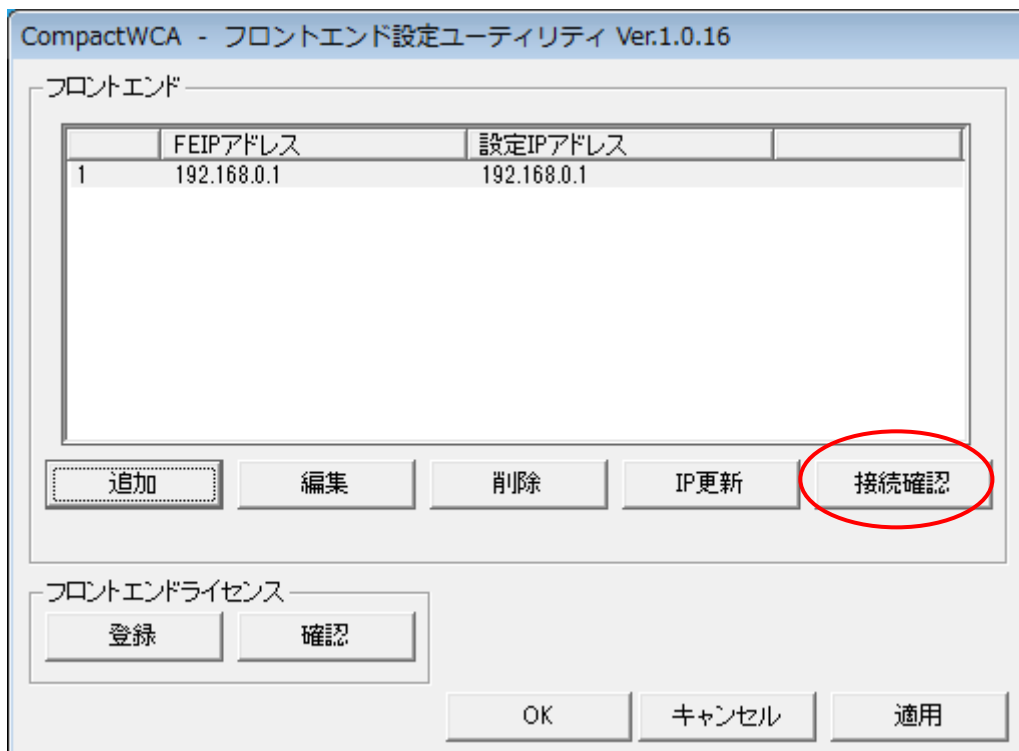 CompactWCA - フロントエンド設定ユーティリティ Ver.1.0.16
フロントエンド
FEIPアドレス 設定IPアドレス
1 192.168.0.1 192.168.0.1
追加 編集 削除 IP更新 接続確認
フロントエンドライセンス
登録 確認
OK キャンセル 適用